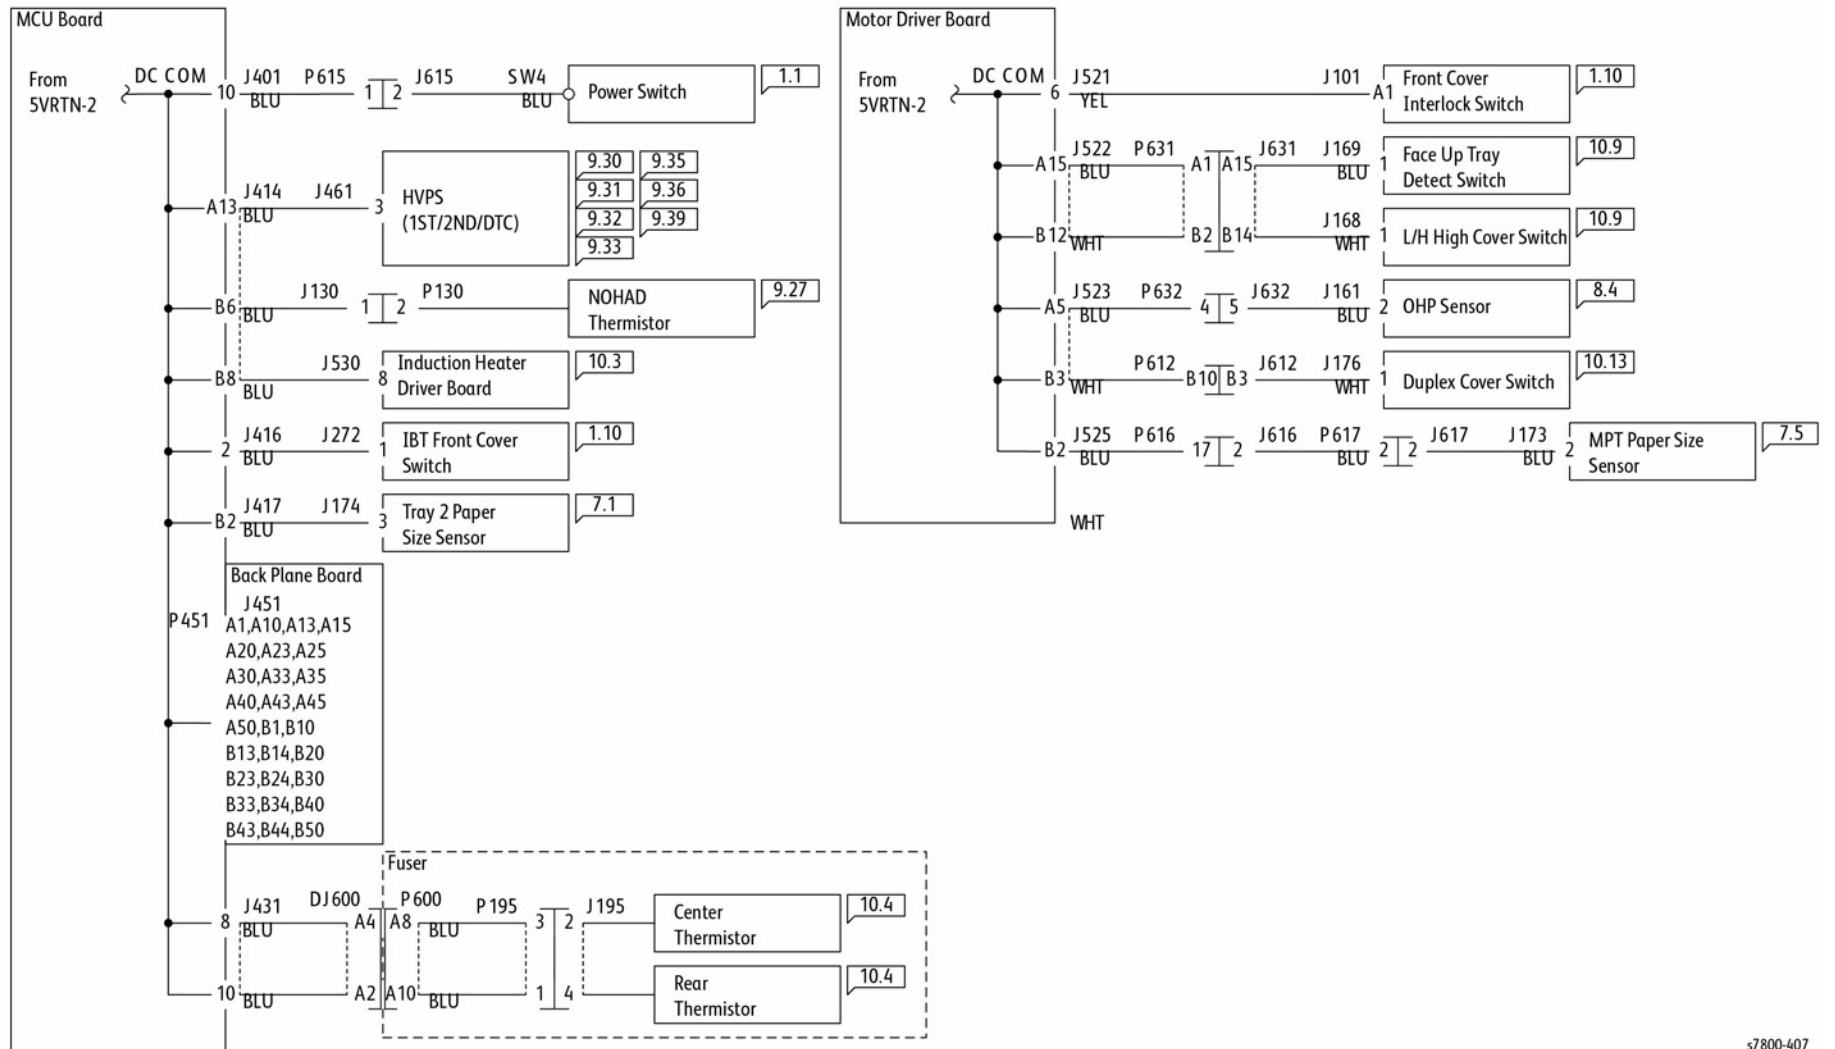 MCU Board
From
5VRTN-2
DC COM
10
J401
BLU
P615
1
2
J615
SW4
BLU
Power Switch
1.1
A13
J414
BLU
J461
3
HVPS
(1ST/2ND/DTC)
9.30
9.35
9.31
9.36
9.32
9.39
9.33
B6
BLU
J130
1
2
P130
NOHAD
Thermistor
9.27
B8
BLU
J530
8
Induction Heater
Driver Board
10.3
2
J416
BLU
J272
1
IBT Front Cover
Switch
1.10
B2
J417
BLU
J174
3
Tray 2 Paper
Size Sensor
7.1
Back Plane Board
J451
P451
A1,A10,A13,A15
A20,A23,A25
A30,A33,A35
A40,A43,A45
A50,B1,B10
B13,B14,B20
B23,B24,B30
B33,B34,B40
B43,B44,B50
Fuser
8
J431
BLU
DJ600
A4
P600
A8
BLU
P195
3
2
J195
Center
Thermistor
10.4
10
BLU
A2
A10
BLU
1
4
Rear
Thermistor
10.4
Motor Driver Board
From
5VRTN-2
DC COM
6
J521
YEL
J101
A1
Front Cover
Interlock Switch
1.10
A15
J522
BLU
P631
A1
A15
J631
J169
BLU
1
Face Up Tray
Detect Switch
10.9
B12
WHT
B2
B14
J168
WHT
1
L/H High Cover Switch
10.9
A5
J523
BLU
P632
4
5
J632
J161
BLU
2
OHP Sensor
8.4
B3
WHT
P612
B10
B3
J612
J176
WHT
1
Duplex Cover Switch
10.13
B2
J525
BLU
P616
17
2
J616
P617
BLU
2
2
J617
J173
BLU
2
MPT Paper Size
Sensor
7.5
WHT
s7800-407